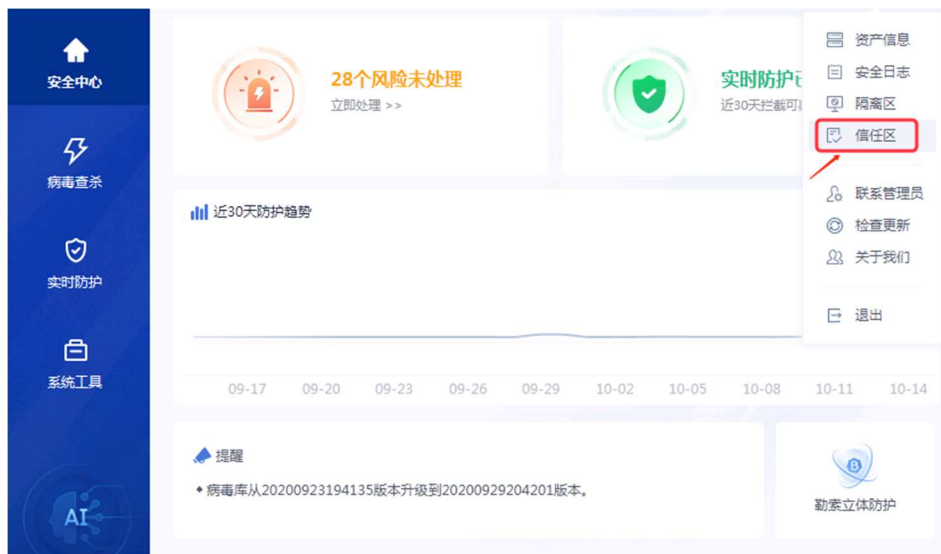 安全中心
病毒查杀
实时防护
系统工具
AI
28个风险未处理
立即处理 >>
实时防护已
近30天拦截可
资产信息
安全日志
隔离区
信任区
联系管理员
检查更新
关于我们
退出
近30天防护趋势
09-17 09-20 09-23 09-26 09-29 10-02 10-05 10-08 10-11 10-14
提醒
病毒库从20200923194135版本升级到20200929204201版本。
勒索立体防护